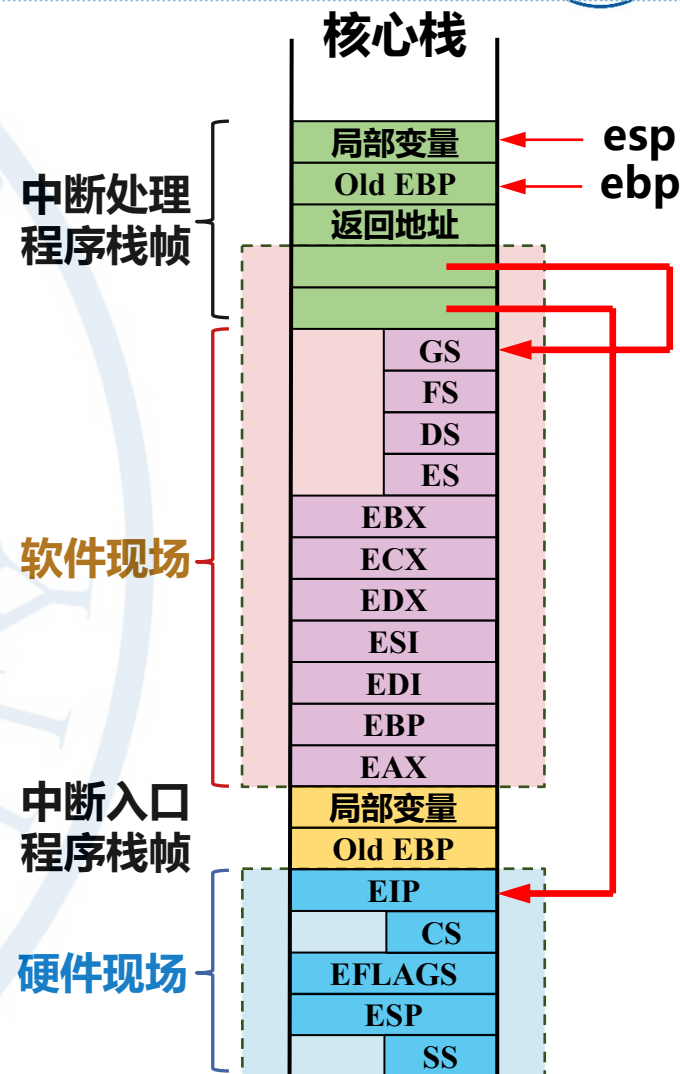 核心栈
局部变量
esp
Old EBP
ebp
返回地址
中断处理
程序栈帧
GS
FS
DS
ES
EBX
ECX
EDX
ESI
EDI
EBP
EAX
软件现场
局部变量
Old EBP
中断入口
程序栈帧
EIP
CS
EFLAGS
ESP
SS
硬件现场